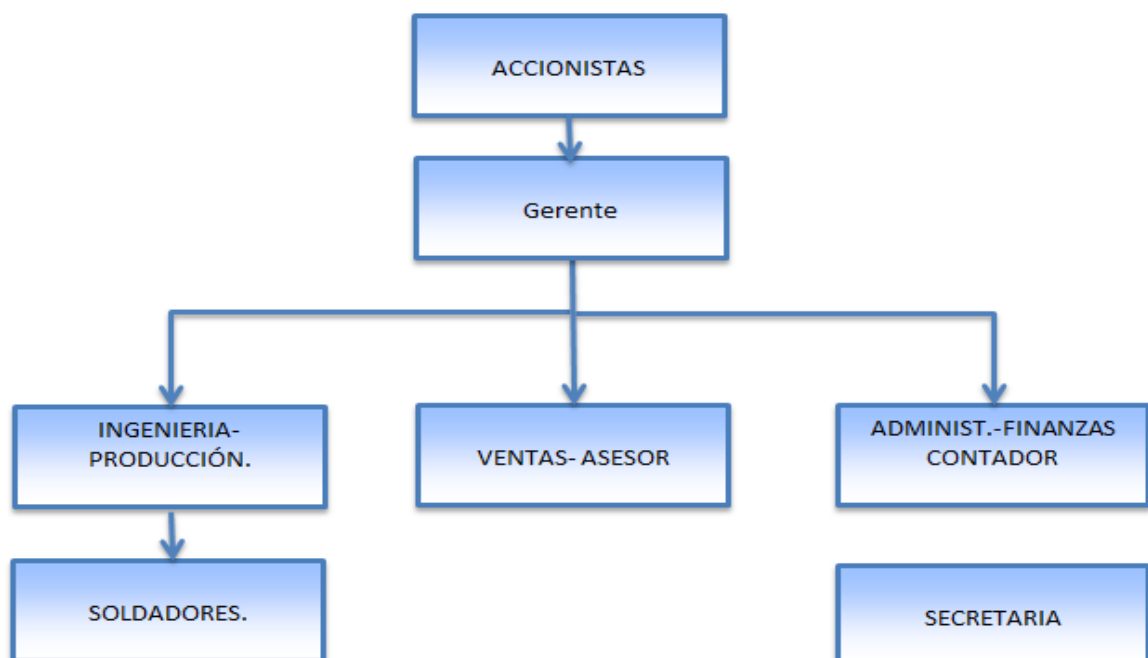 ACCIONISTAS
Gerente
INGENIERIA-
PRODUCCIÓN.
VENTAS- ASESOR
ADMINIST.-FINANZAS
CONTADOR
SOLDADORES.
SECRETARIA